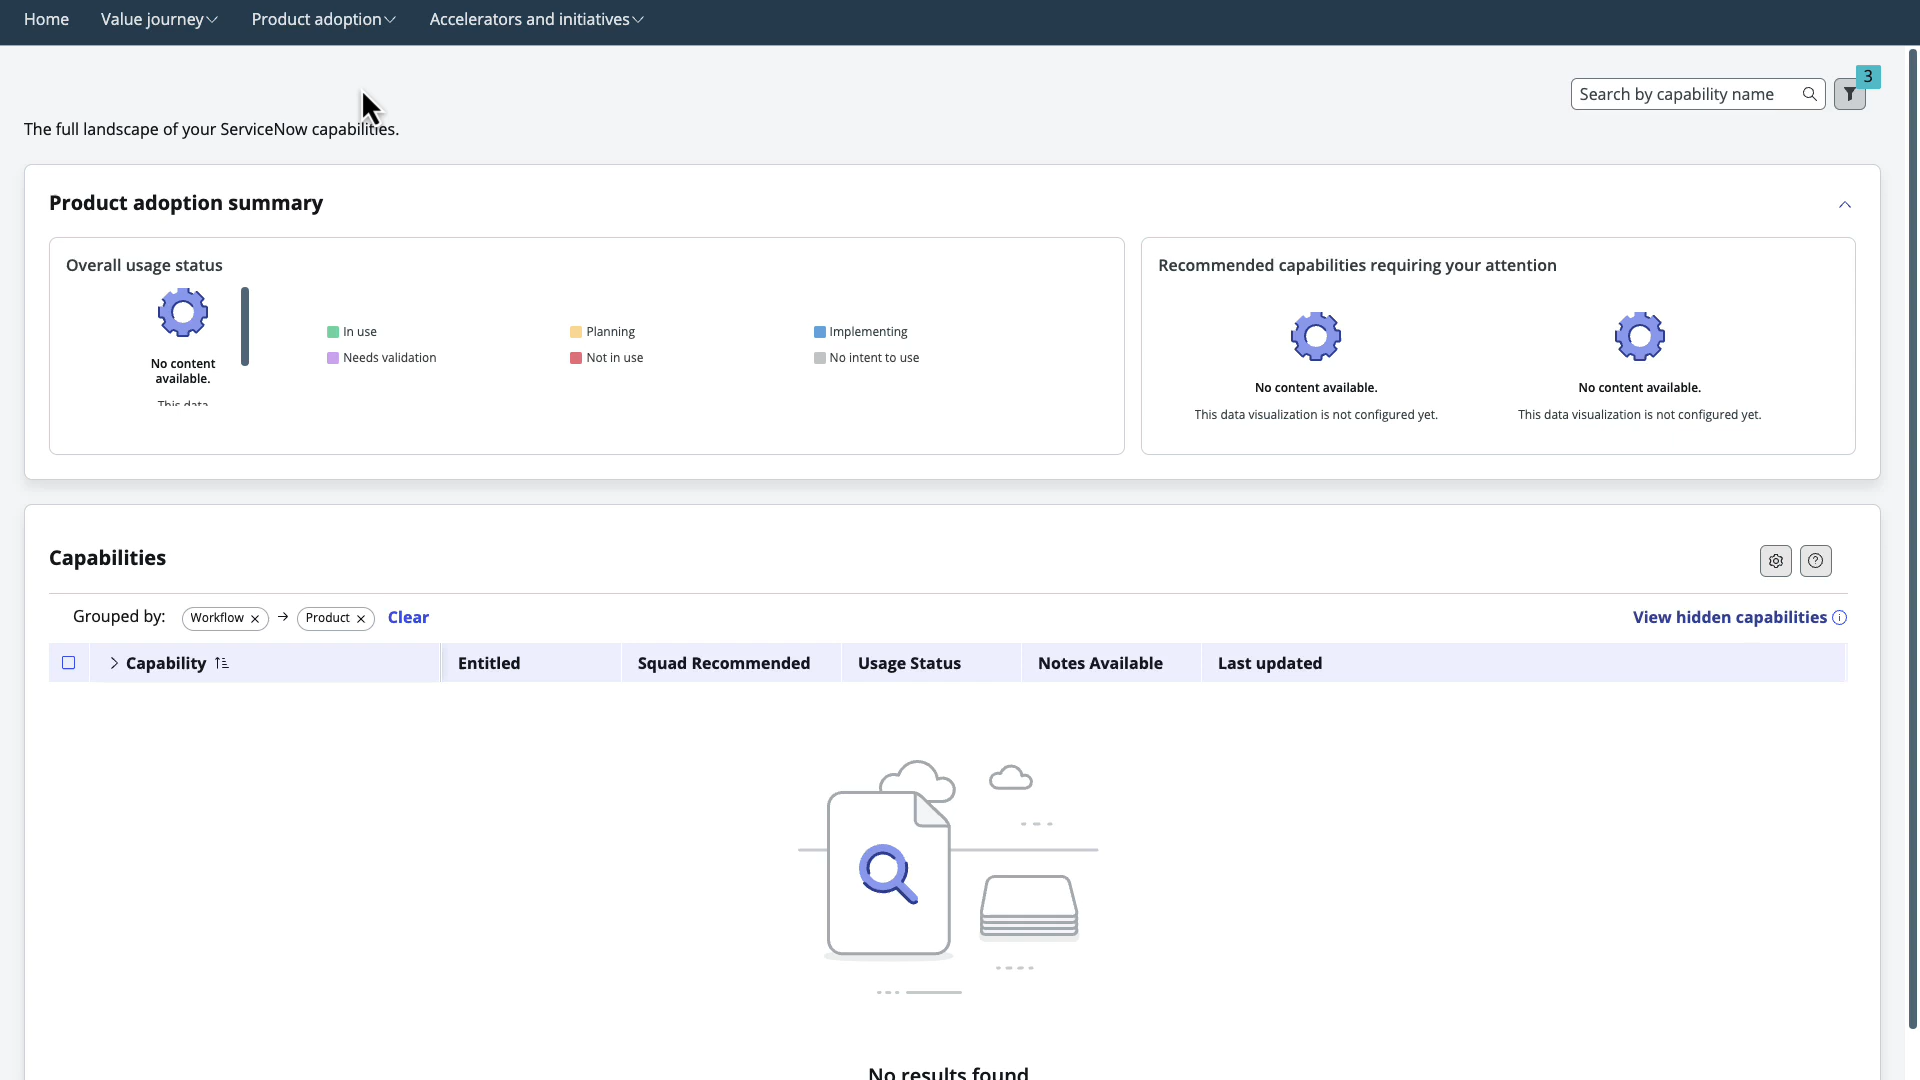 Home Value journey Product adoption Accelerators and initiatives
3
Search by capability name
The full landscape of your ServiceNow capabilities.
Product adoption summary
Overall usage status
No content
available.
This data
In use Planning Implementing
Needs validation Not in use No intent to use
Recommended capabilities requiring your attention
No content available. No content available.
This data visualization is not configured yet. This data visualization is not configured yet.
Capabilities
Grouped by: Workflow × → Product × Clear View hidden capabilities
Capability Entitled Squad Recommended Usage Status Notes Available Last updated
No results found